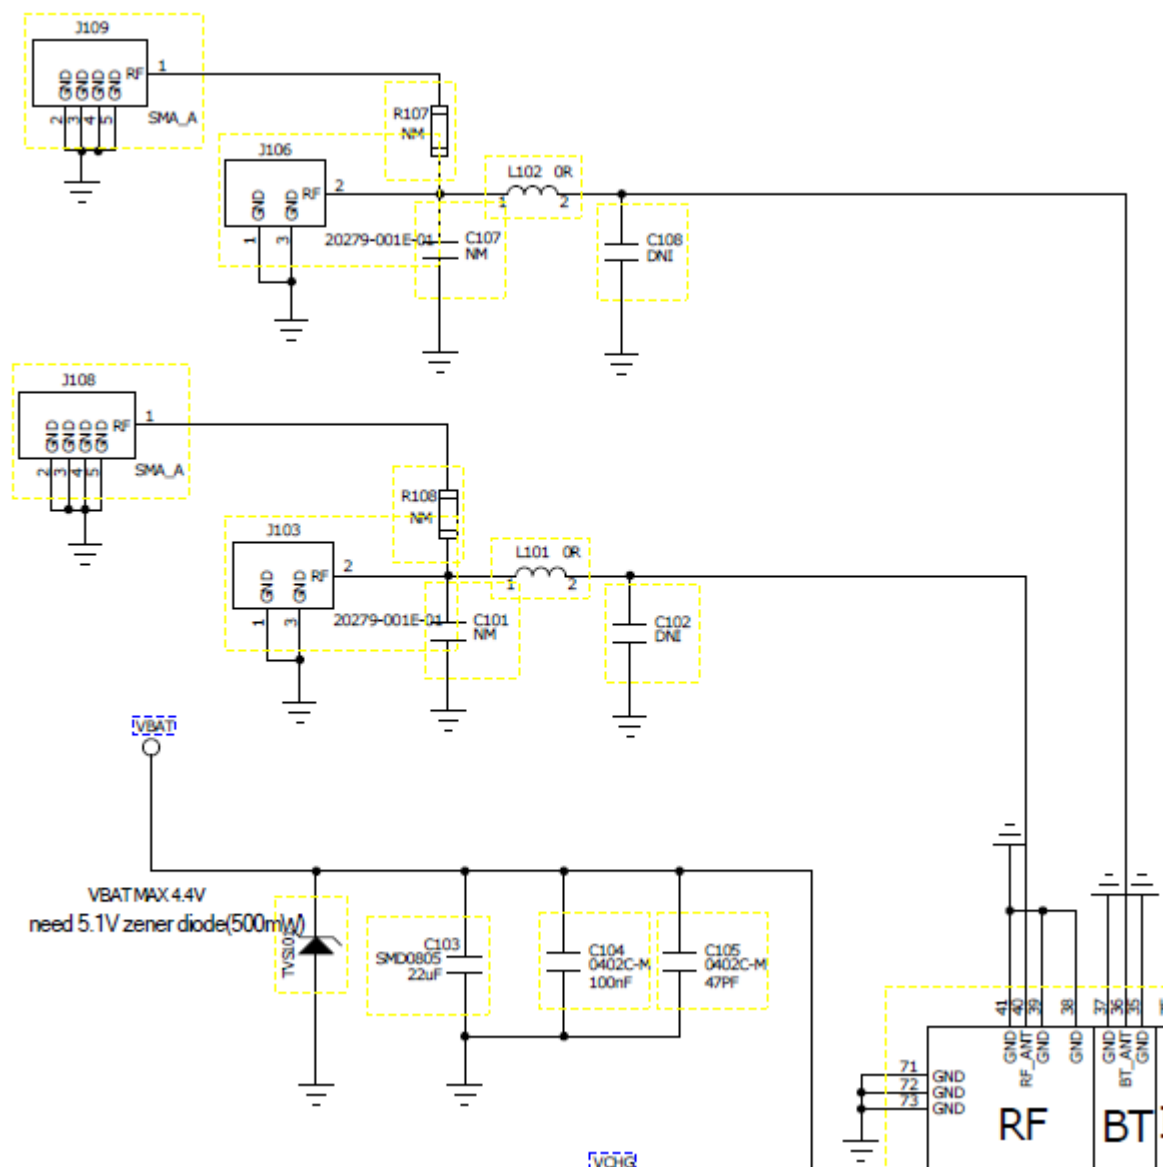 J109
GND
GND
GND
GND
RF
1
2
3
4
5
SMA_A
R107
NM
J106
GND
GND
RF
2
1
3
20279-001E-01
L102 0R
1
2
C107
NM
C108
DNI
J108
GND
GND
GND
GND
RF
1
2
3
4
5
SMA_A
R108
NM
J103
GND
GND
RF
2
1
3
20279-001E-01
L101 0R
1
2
C101
NM
C102
DNI
VBAT
VBAT MAX 4.4V
need 5.1V zener diode(500mW)
TVS101
C103
SMD0805
22uF
C104
0402C-M
100nF
C105
0402C-M
47PF
41
40
39
38
37
36
35
GND
RF_ANT
GND
GND
GND
BT_ANT
GND
71
GND
72
GND
73
GND
RF
BT
VCHG